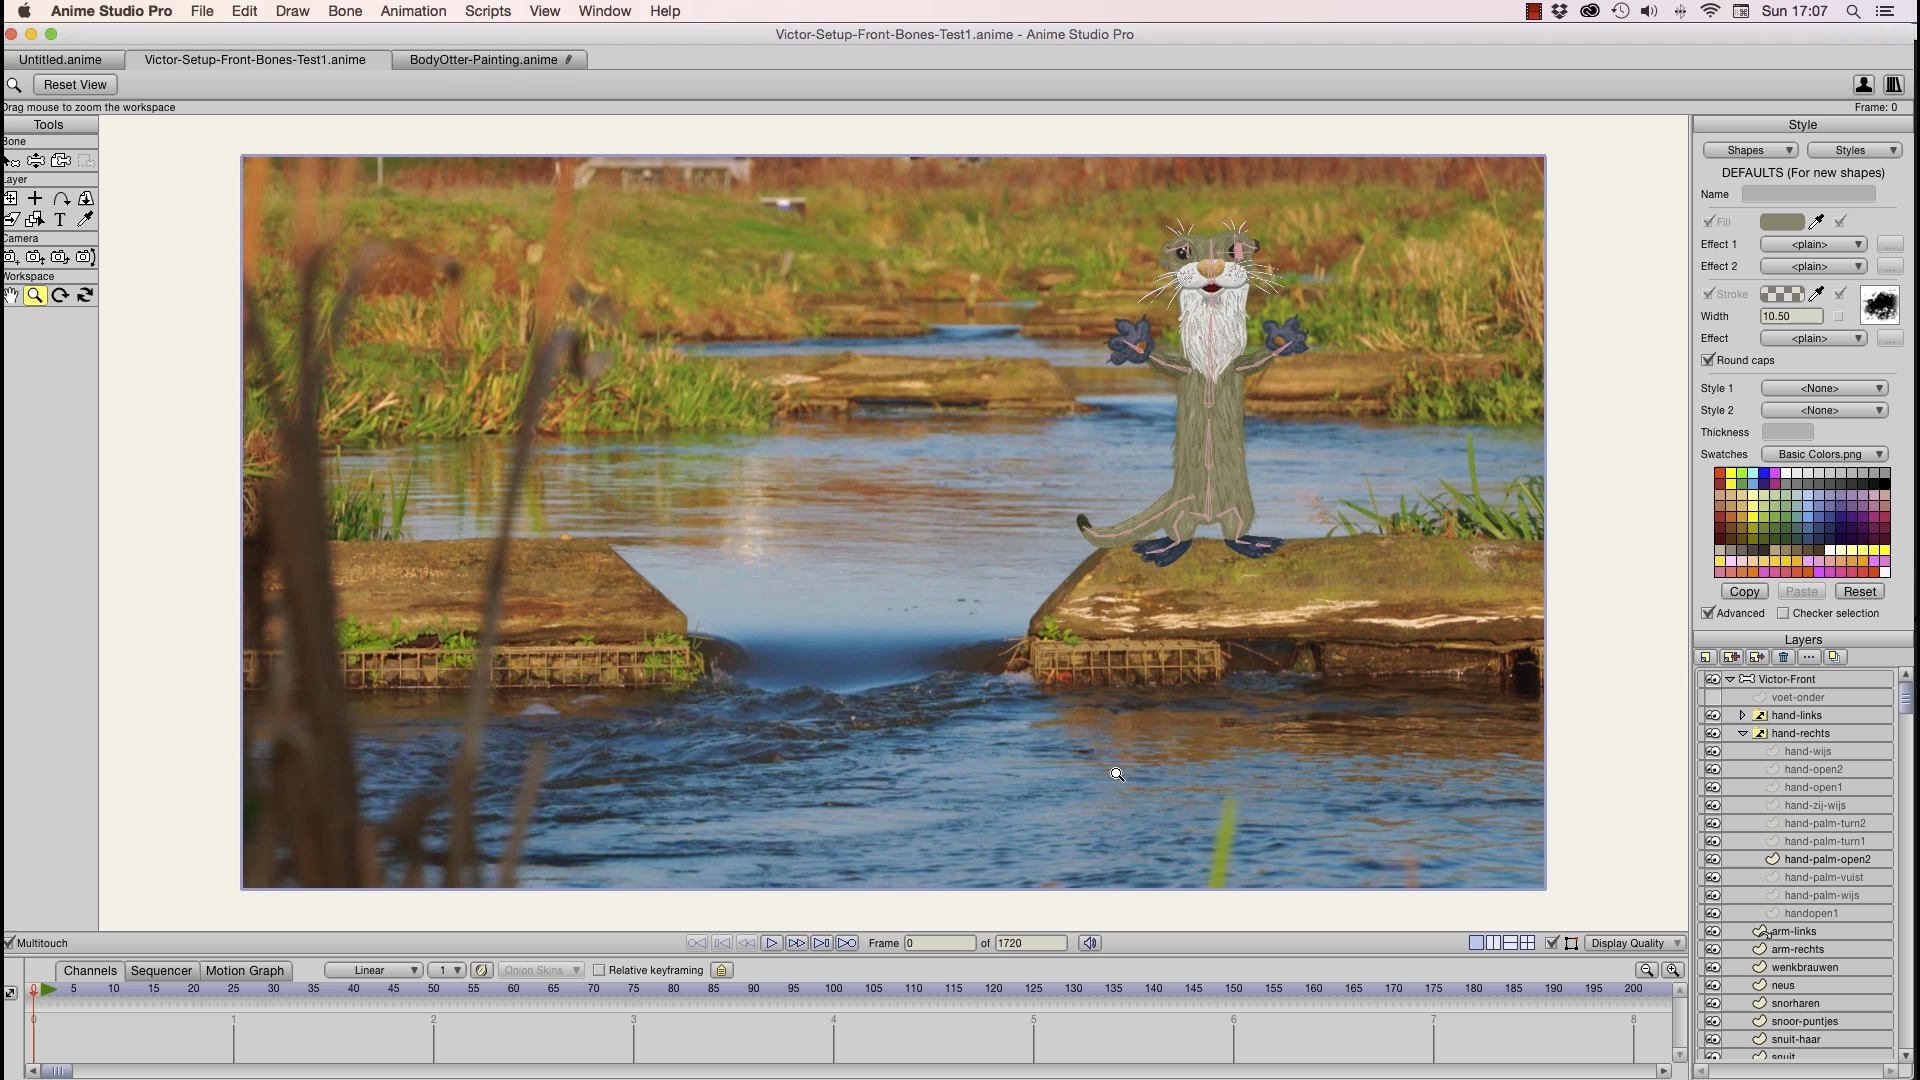 Anime Studio Pro File Edit Draw Bone Animation Scripts View Window Help Sun 17:07
Victor-Setup-Front-Bones-Test1.anime - Anime Studio Pro
Untitled.anime Victor-Setup-Front-Bones-Test1.anime BodyOtter-Painting.anime
Reset View
Drag mouse to zoom the workspace Frame: 0
Tools
Bone
Layer
T
Camera
Workspace
Style
Shapes Styles
DEFAULTS (For new shapes)
Name
Fill
Effect 1 <plain> ...
Effect 2 <plain> ...
Stroke
Width 10.50
Effect <plain> ...
Round caps
Style 1 <None>
Style 2 <None>
Thickness
Swatches Basic Colors.png
Copy Paste Reset
Advanced Checker selection
Layers
Victor-Front
voet-onder
hand-links
hand-rechts
hand-wijs
hand-open2
hand-open1
hand-zij-wijs
hand-palm-turn2
hand-palm-turn1
hand-palm-open2
hand-palm-vuist
hand-palm-wijs
handopen1
arm-links
arm-rechts
wenkbrauwen
neus
snorharen
snoor-puntjes
snuit-haar
snuit
Multitouch Frame 0 of 1720 Display Quality
Channels Sequencer Motion Graph Linear 1 Onion Skins Relative keyframing
0 5 10 15 20 25 30 35 40 45 50 55 60 65 70 75 80 85 90 95 100 105 110 115 120 125 130 135 140 145 150 155 160 165 170 175 180 185 190 195 200
0 1 2 3 4 5 6 7 8